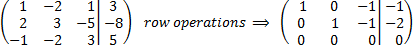 ( 1 −2 1 | 3 ) ( 1 0 −1 | −1 )
( 2 3 −5 | −8 ) row operations ⟹ ( 0 1 −1 | −2 )
( −1 −2 3 | 5 ) ( 0 0 0 | 0 )